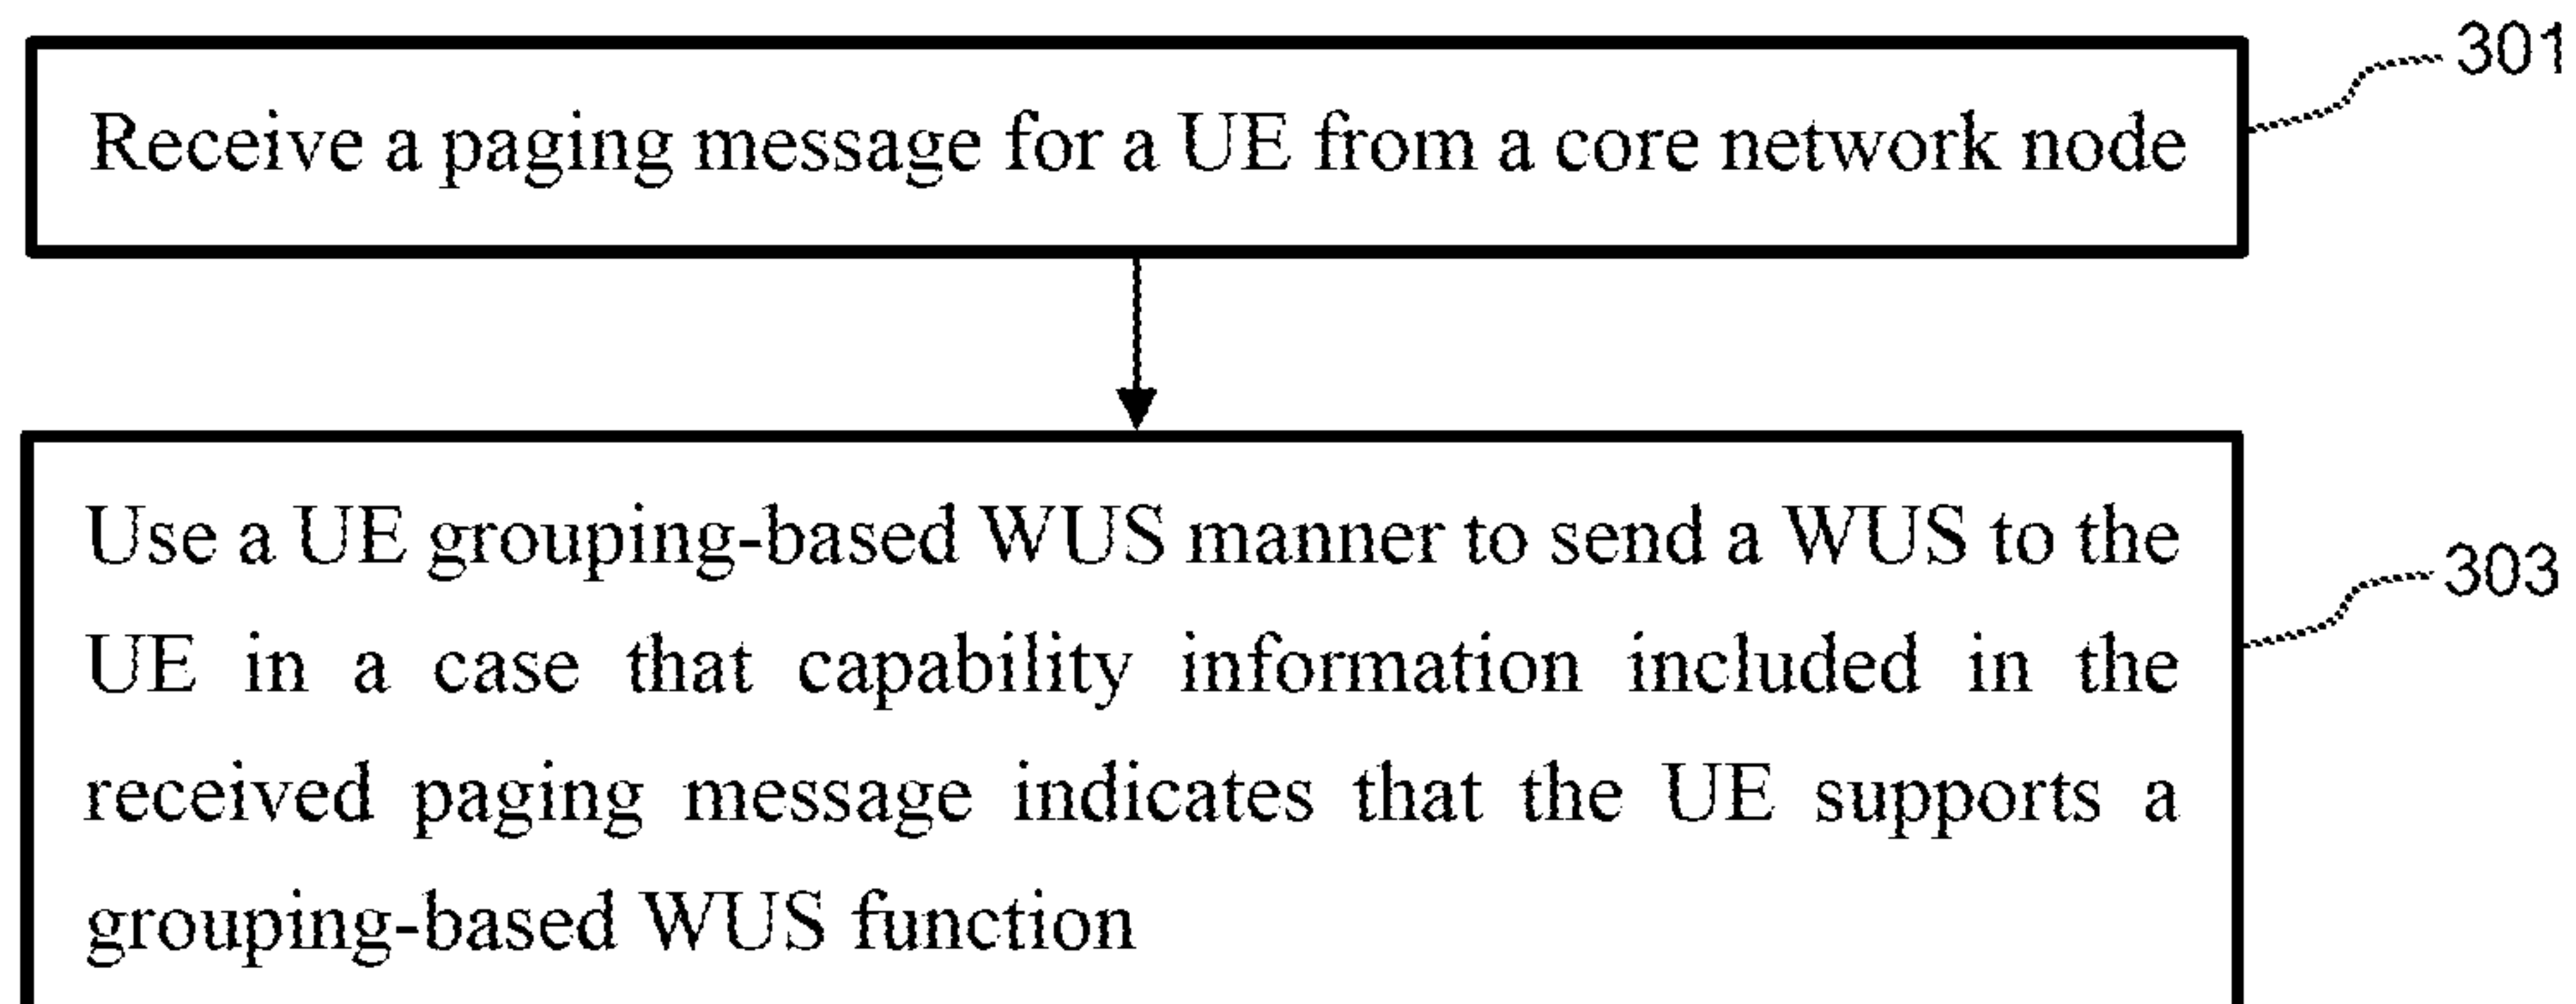 301
Receive a paging message for a UE from a core network node
Use a UE grouping-based WUS manner to send a WUS to the
303
UE in a case that capability information included in the
received paging message indicates that the UE supports a
grouping-based WUS function